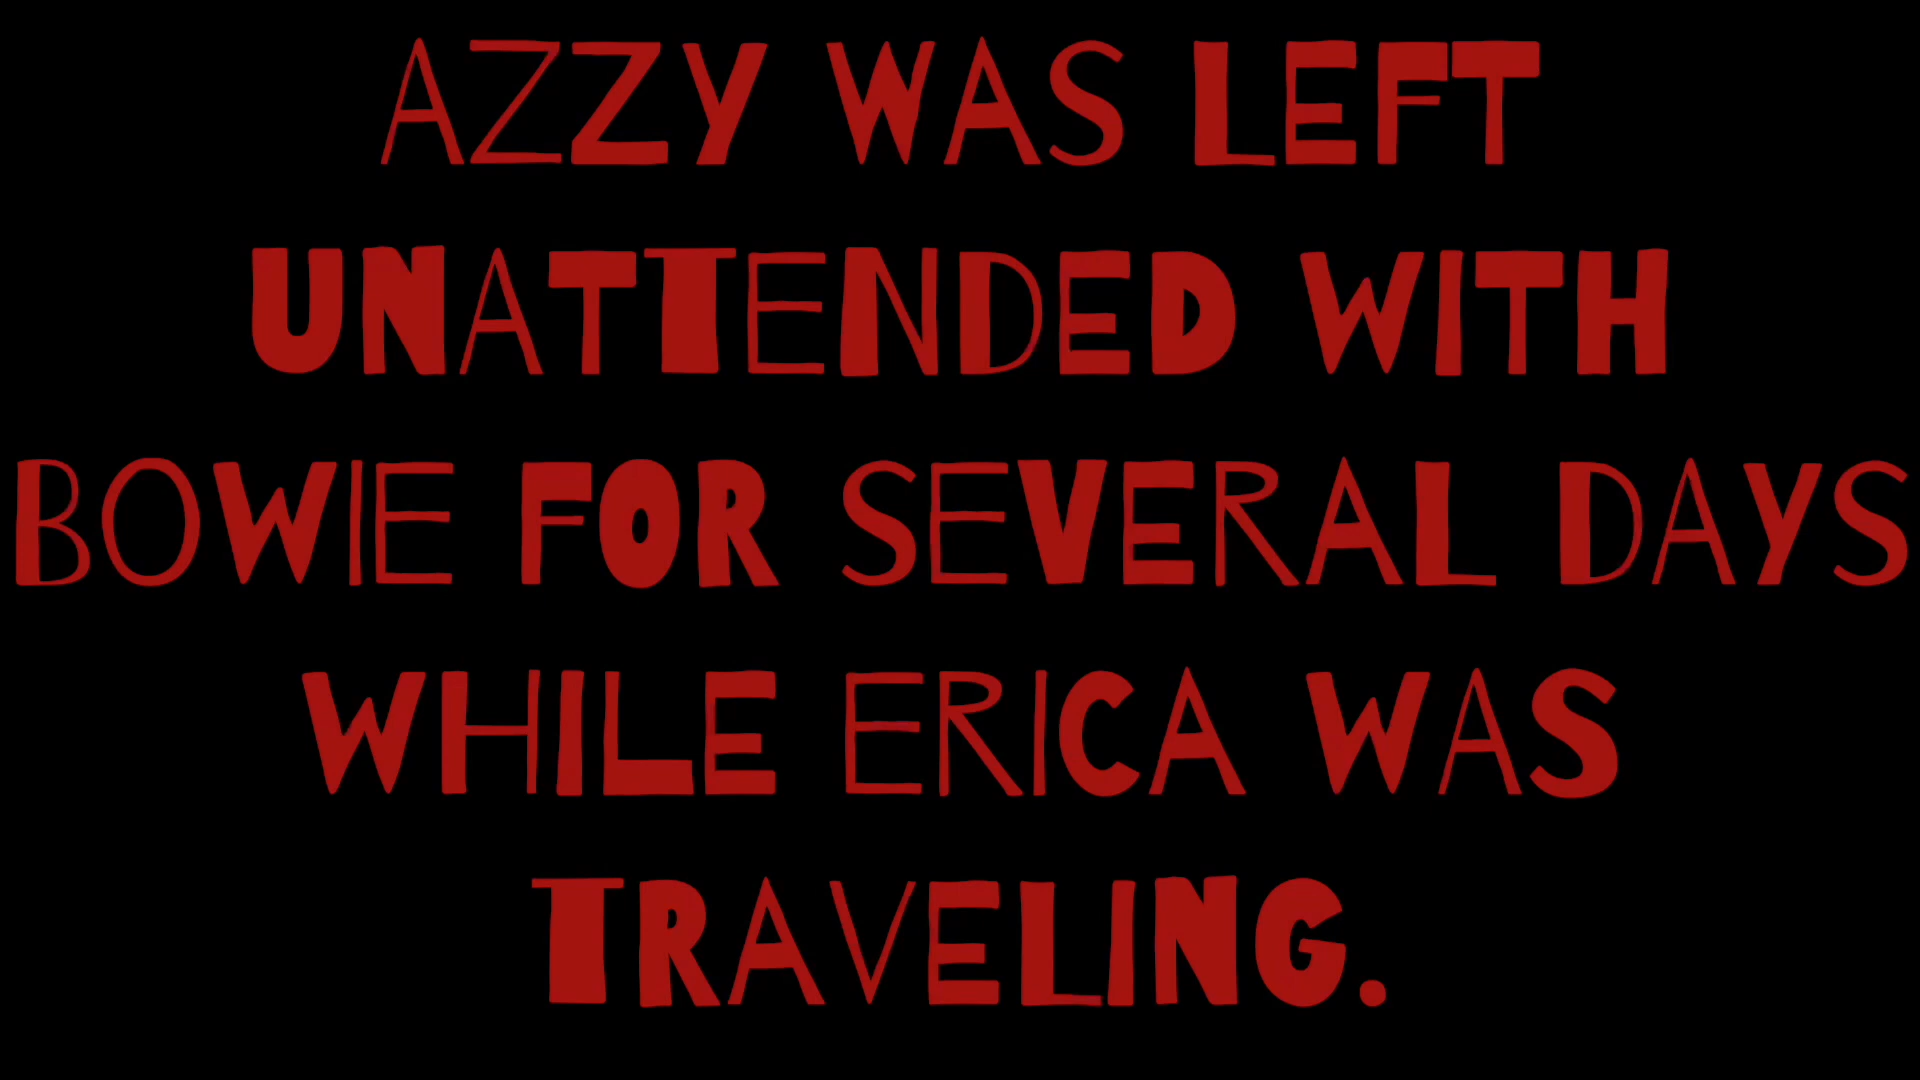 AZZY WAS LEFT
UNATTENDED WITH
BOWIE FOR SEVERAL DAYS
WHILE ERICA WAS
TRAVELING.